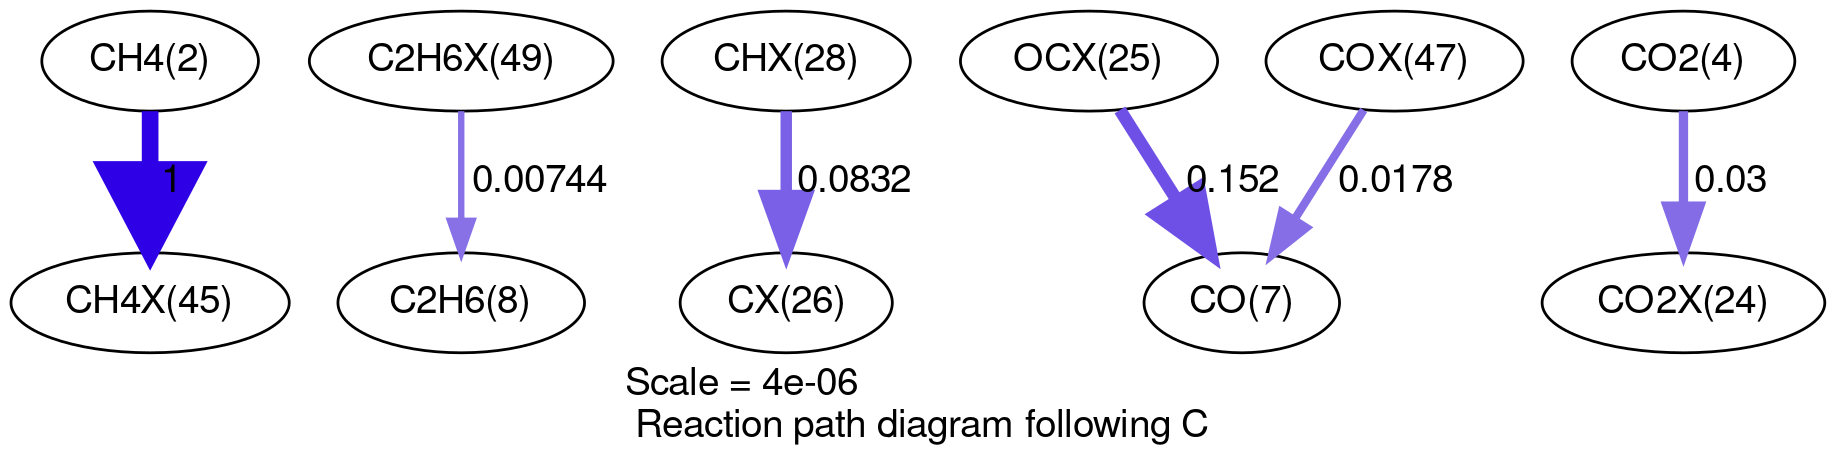 CH4(2) C2H6X(49) CHX(28) OCX(25) COX(47) CO2(4)
1 0.00744 0.0832 0.152 0.0178 0.03
CH4X(45) C2H6(8) CX(26) CO(7) CO2X(24)
Scale = 4e-06
Reaction path diagram following C